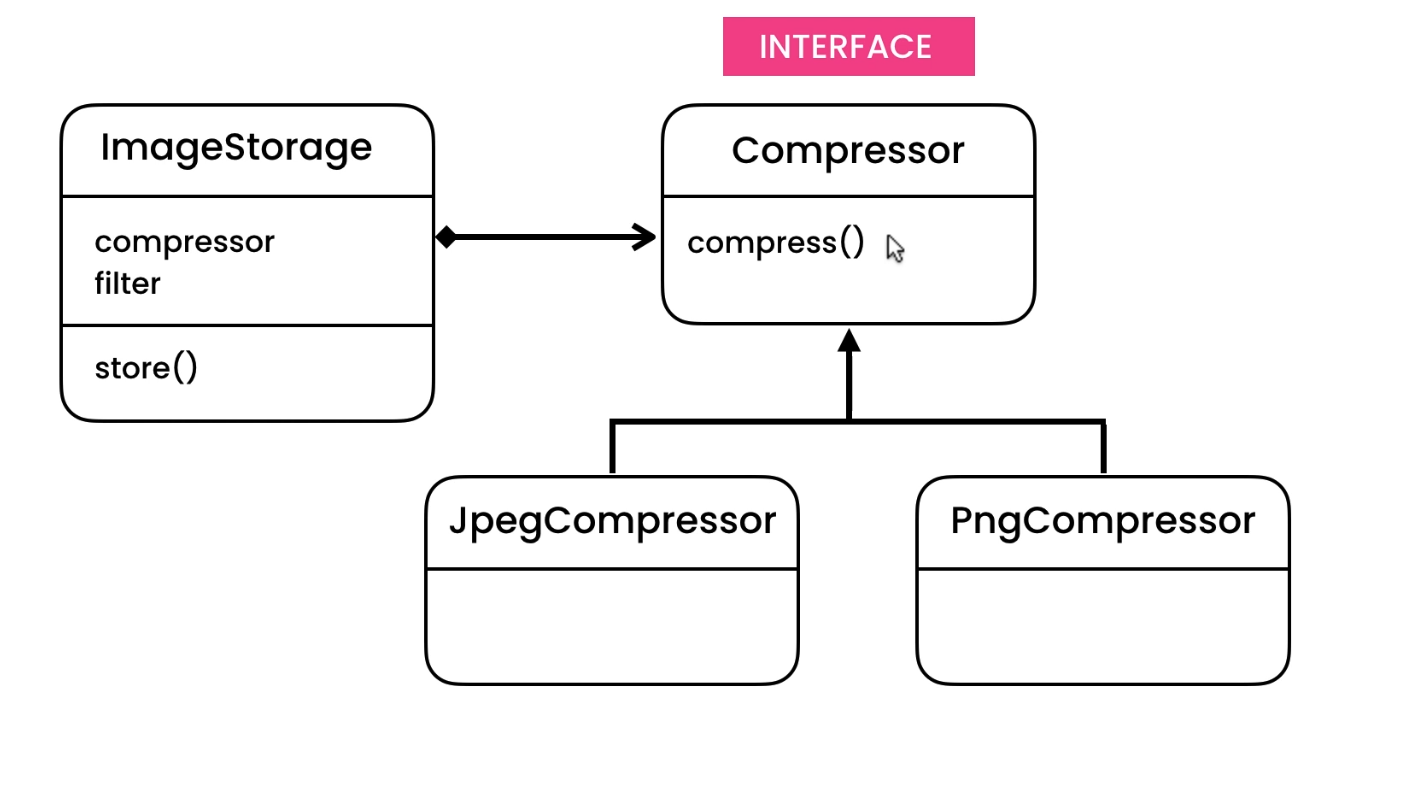 INTERFACE
ImageStorage
compressor
filter
store()
Compressor
compress()
JpegCompressor
PngCompressor